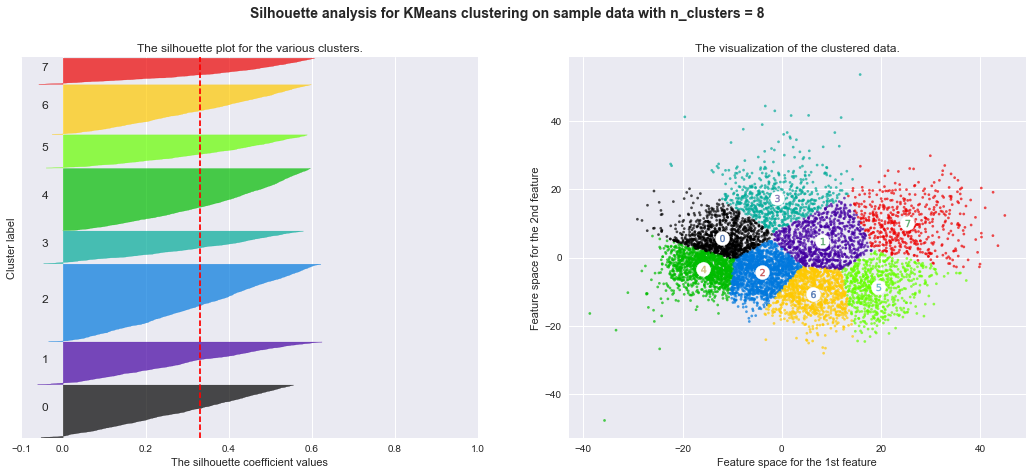 Silhouette analysis for KMeans clustering on sample data with n_clusters = 8
The silhouette plot for the various clusters.
7
6
5
4
3
2
1
0
Cluster label
−0.1 0.0 0.2 0.4 0.6 0.8 1.0
The silhouette coefficient values
The visualization of the clustered data.
40
20
0
−20
−40
Feature space for the 2nd feature
3
0
1
7
4
2
5
6
−40 −20 0 20 40
Feature space for the 1st feature